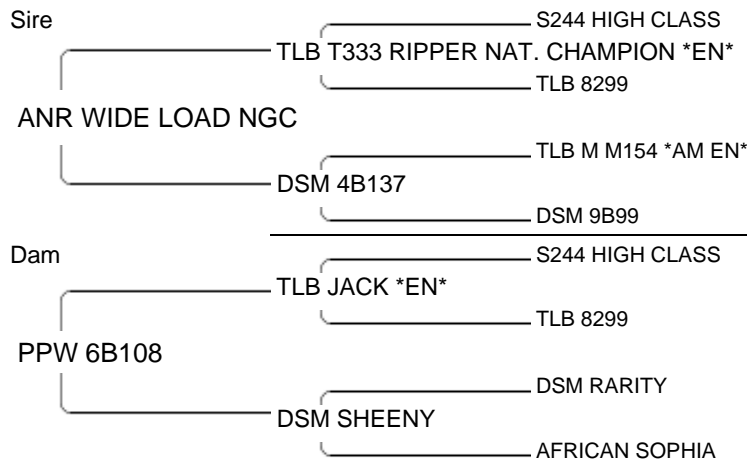 Sire
S244 HIGH CLASS
TLB T333 RIPPER NAT. CHAMPION *EN*
TLB 8299
ANR WIDE LOAD NGC
TLB M M154 *AM EN*
DSM 4B137
DSM 9B99
Dam
S244 HIGH CLASS
TLB JACK *EN*
TLB 8299
PPW 6B108
DSM RARITY
DSM SHEENY
AFRICAN SOPHIA